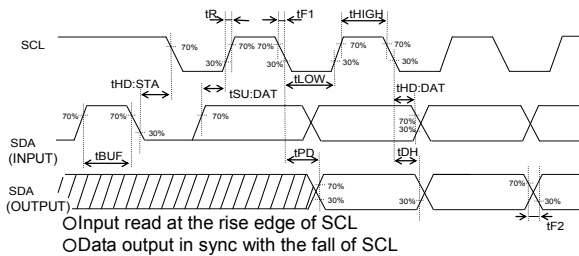 tR tF1 tHIGH
SCL 70% 70% 70% 70% 70%
30% 30% 30% 30%
tHD:STA tLOW
tSU:DAT tHD:DAT
70% 70% 70% 70%
30% 30%
SDA
(INPUT)
tBUF tPD tDH
SDA
(OUTPUT)
70% 70%
30% 30% 30%
tF2
○Input read at the rise edge of SCL
○Data output in sync with the fall of SCL